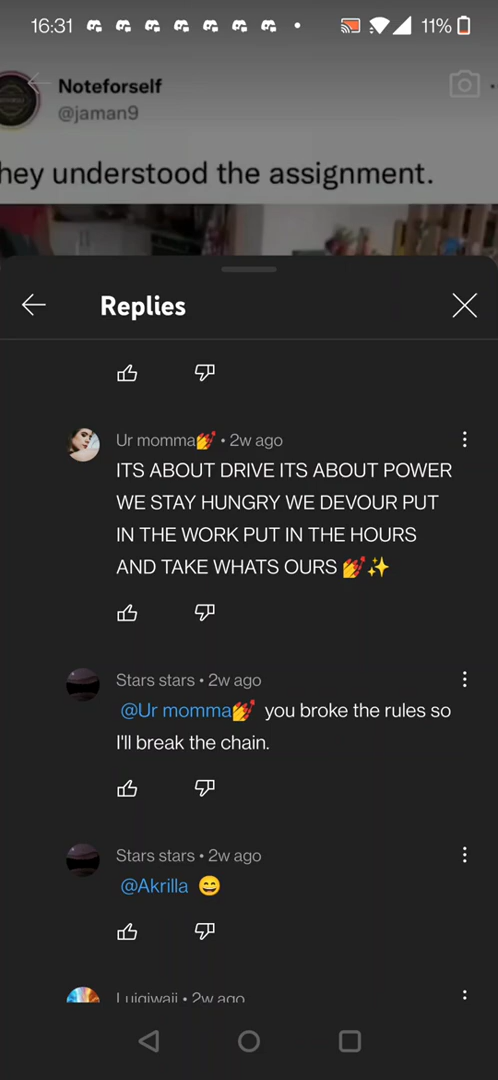 16:31 11%
Noteforself
@jaman9
hey understood the assignment.
Replies
Ur momma💅 • 2w ago
ITS ABOUT DRIVE ITS ABOUT POWER
WE STAY HUNGRY WE DEVOUR PUT
IN THE WORK PUT IN THE HOURS
AND TAKE WHATS OURS 💅✨
Stars stars • 2w ago
@Ur momma💅 you broke the rules so
I'll break the chain.
Stars stars • 2w ago
@Akrilla 😄
Luigiwaii • 2w ago